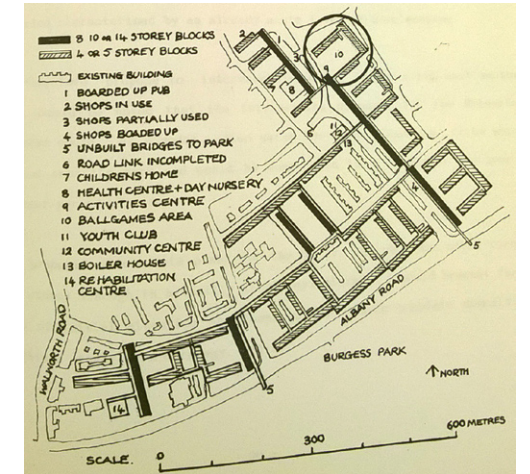 8 10 OR 14 STOREY BLOCKS
4 OR 5 STOREY BLOCKS
EXISTING BUILDING
1 BOARDED UP PUB
2 SHOPS IN USE
3 SHOPS PARTIALLY USED
4 SHOPS BOADED UP
5 UNBUILT BRIDGES TO PARK
6 ROAD LINK INCOMPLETED
7 CHILDRENS HOME
8 HEALTH CENTRE + DAY NURSERY
9 ACTIVITIES CENTRE
10 BALLGAMES AREA
11 YOUTH CLUB
12 COMMUNITY CENTRE
13 BOILER HOUSE
14 REHABILITATION
CENTRE
2
1
3
10
9
7
8
6
11
12
13
4
5
ALBANY ROAD
BURGESS PARK
WALWORTH ROAD
NORTH
14
5
SCALE.
0
300
600 METRES